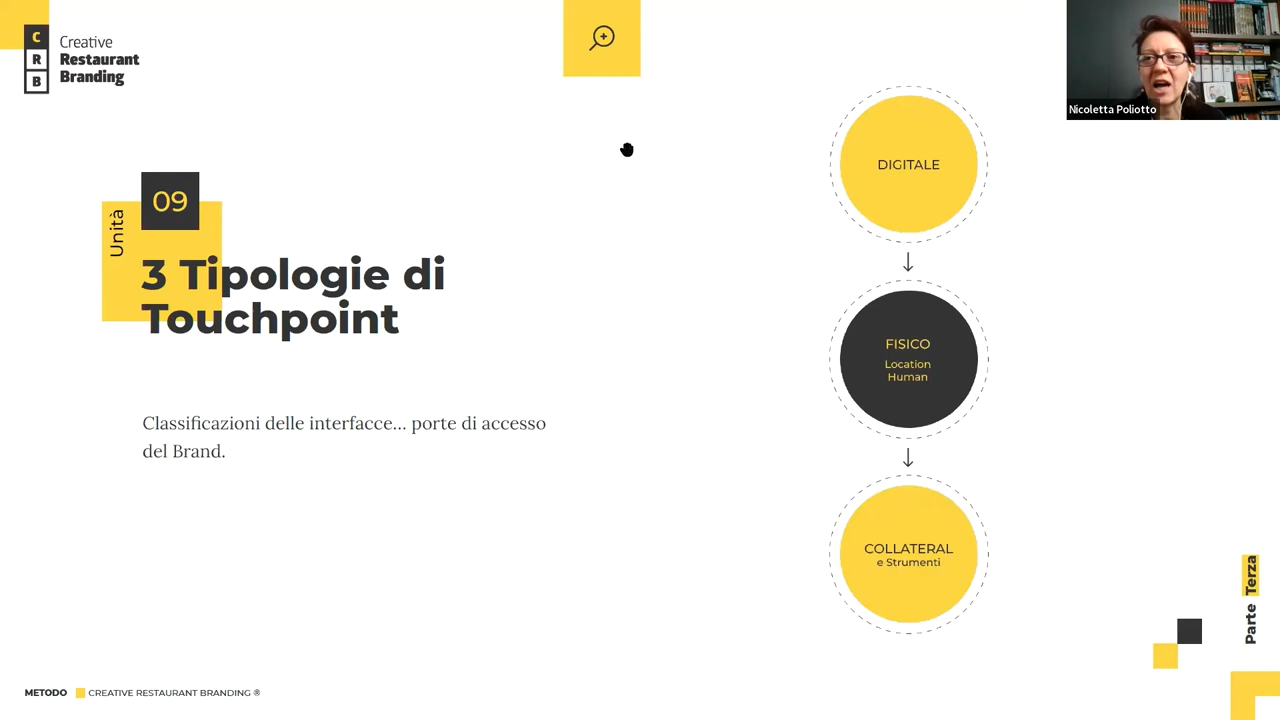 C
R
B
Creative
Restaurant
Branding
Nicoletta Poliotto
Unità
09
3 Tipologie di
Touchpoint
Classificazioni delle interfacce... porte di accesso
del Brand.
DIGITALE
FISICO
Location
Human
COLLATERAL
e Strumenti
Parte Terza
METODO CREATIVE RESTAURANT BRANDING ®